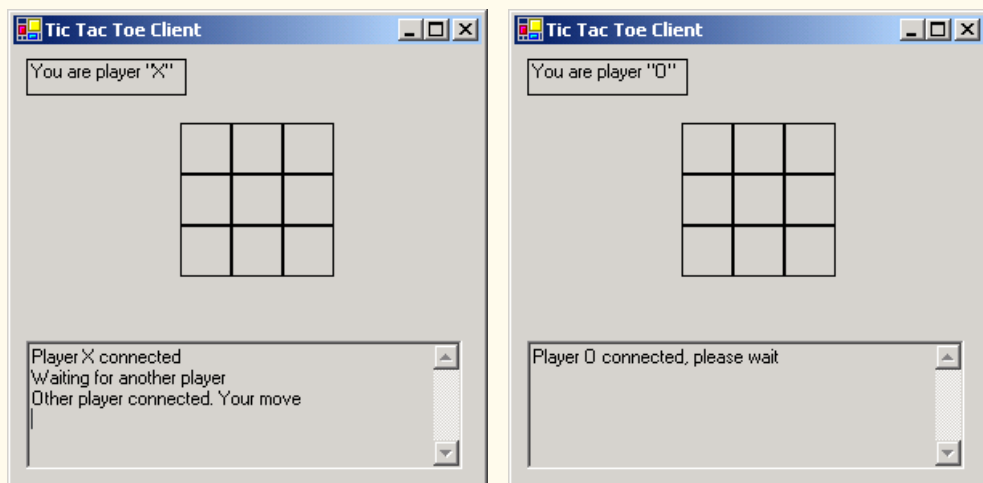 Tic Tac Toe Client
You are player "X"
Player X connected
Waiting for another player
Other player connected. Your move
Tic Tac Toe Client
You are player "O"
Player O connected, please wait